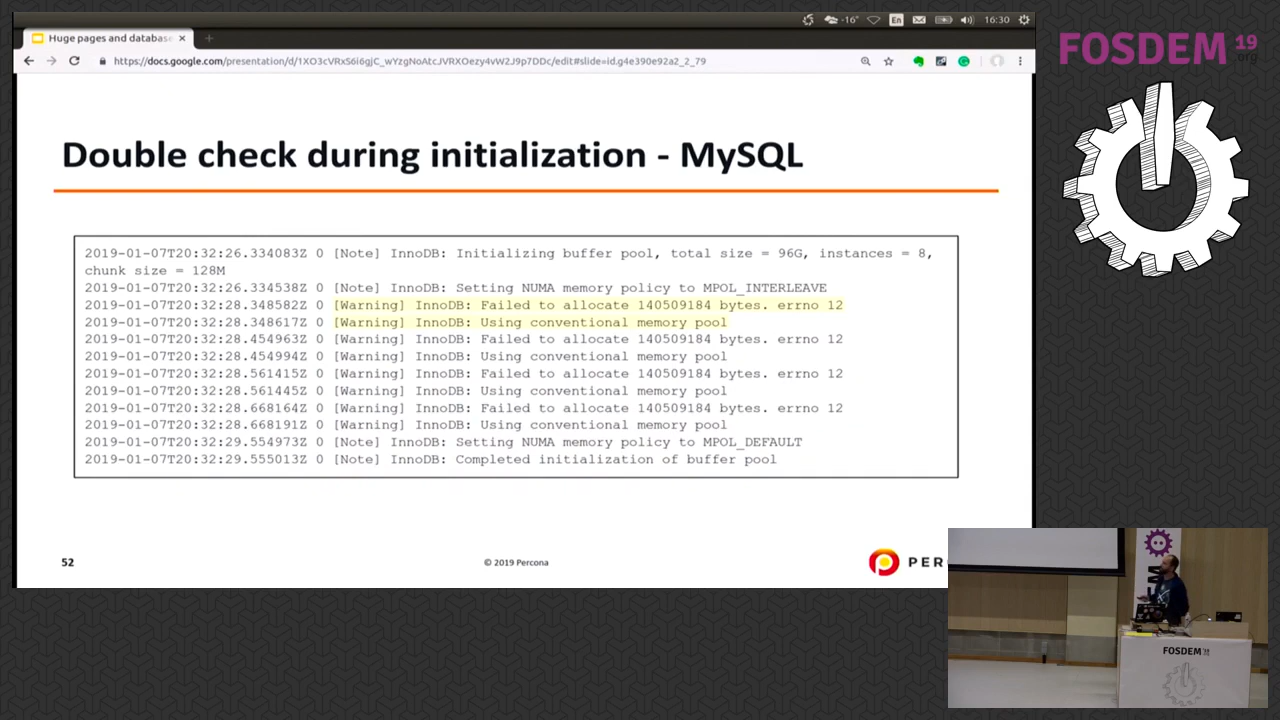 -16°
En
16:30
Huge pages and databases
https://docs.google.com/presentation/d/1XO3cVRxS6i6gjC_wYzgNoAtcJVRXOezy4vW2J9p7DDc/edit#slide=id.g4e390e92a2_2_79
FOSDEM 19
.org
Double check during initialization - MySQL
2019-01-07T20:32:26.334083Z 0 [Note] InnoDB: Initializing buffer pool, total size = 96G, instances = 8,
chunk size = 128M
2019-01-07T20:32:26.334538Z 0 [Note] InnoDB: Setting NUMA memory policy to MPOL_INTERLEAVE
2019-01-07T20:32:28.348582Z 0 [Warning] InnoDB: Failed to allocate 140509184 bytes. errno 12
2019-01-07T20:32:28.348617Z 0 [Warning] InnoDB: Using conventional memory pool
2019-01-07T20:32:28.454963Z 0 [Warning] InnoDB: Failed to allocate 140509184 bytes. errno 12
2019-01-07T20:32:28.454994Z 0 [Warning] InnoDB: Using conventional memory pool
2019-01-07T20:32:28.561415Z 0 [Warning] InnoDB: Failed to allocate 140509184 bytes. errno 12
2019-01-07T20:32:28.561445Z 0 [Warning] InnoDB: Using conventional memory pool
2019-01-07T20:32:28.668164Z 0 [Warning] InnoDB: Failed to allocate 140509184 bytes. errno 12
2019-01-07T20:32:28.668191Z 0 [Warning] InnoDB: Using conventional memory pool
2019-01-07T20:32:29.554973Z 0 [Note] InnoDB: Setting NUMA memory policy to MPOL_DEFAULT
2019-01-07T20:32:29.555013Z 0 [Note] InnoDB: Completed initialization of buffer pool
52
© 2019 Percona
PER
FOSDEM'19